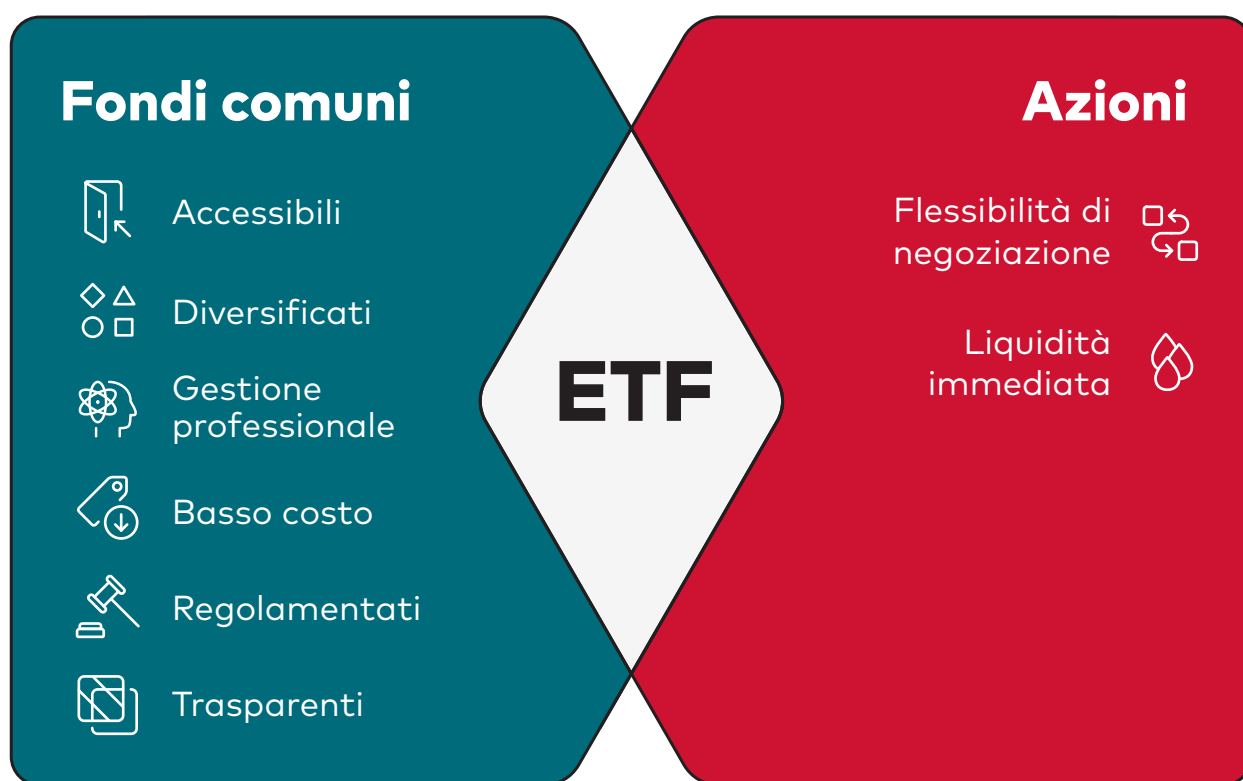 Fondi comuni
Accessibili
Diversificati
Gestione
professionale
Basso costo
Regolamentati
Trasparenti
ETF
Azioni
Flessibilità di
negoziazione
Liquidità
immediata